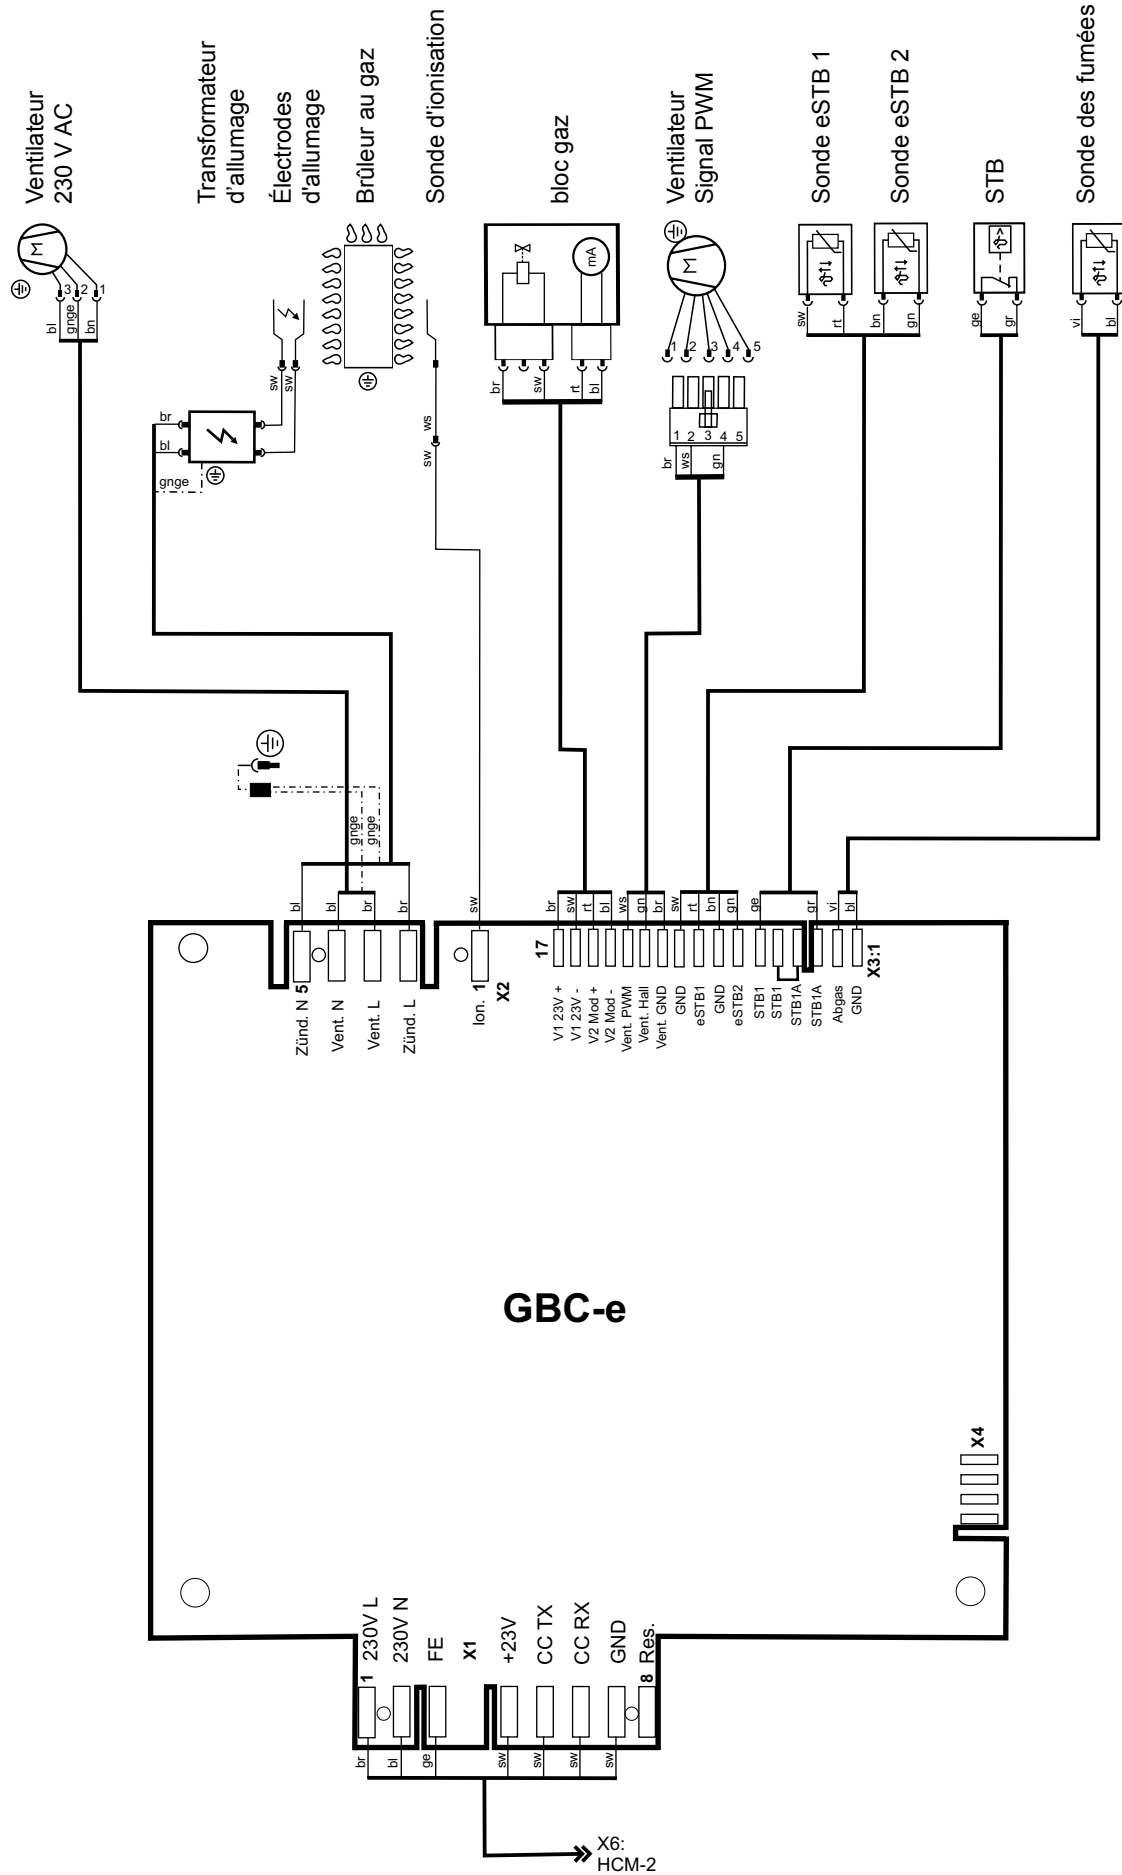 Ventilateur
230 V AC
Transformateur
d'allumage
Électrodes
d'allumage
Brûleur au gaz
Sonde d'ionisation
bloc gaz
Ventilateur
Signal PWM
Sonde eSTB 1
Sonde eSTB 2
STB
Sonde des fumées
M
3
2
1
bl
gnge
bn
br
bl
gnge
sw
sw
ws
sw
mA
br
sw
rt
bl
M
1
2
3
4
5
1
2
3
4
5
br
ws
gn
sw
rt
bn
gn
ge
gr
vi
bl
gnge
gnge
bl
bl
br
br
sw
br
sw
rt
bl
ws
gn
br
sw
rt
bn
gn
ge
gr
vi
bl
5
Zünd. N
Vent. N
Vent. L
Zünd. L
Ion. 1
X2
17
V1 23V +
V1 23V -
V2 Mod +
V2 Mod -
Vent. PWM
Vent. Hall
Vent. GND
GND
eSTB1
GND
eSTB2
STB1
STB1
STB1A
STB1A
Abgas
GND
X3:1
GBC-e
X4
1
230V L
230V N
FE
X1
+23V
CC TX
CC RX
GND
8 Res.
br
bl
ge
sw
sw
sw
sw
X6:
HCM-2